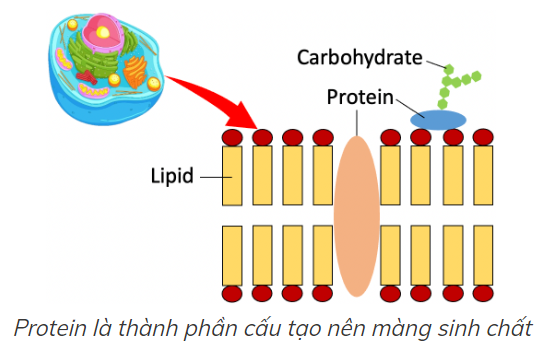 Carbohydrate
Protein
Lipid
Protein là thành phần cấu tạo nên màng sinh chất